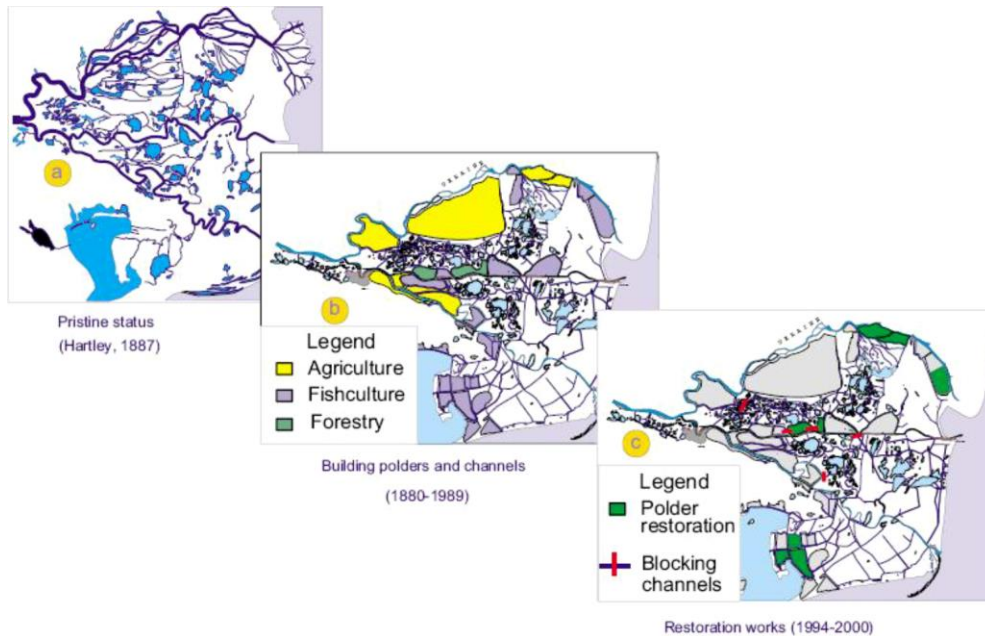 a
Pristine status
(Hartley, 1887)
b
Legend
Agriculture
Fishculture
Forestry
Building polders and channels
(1880-1989)
c
Legend
Polder
restoration
Blocking
channels
Restoration works (1994-2000)